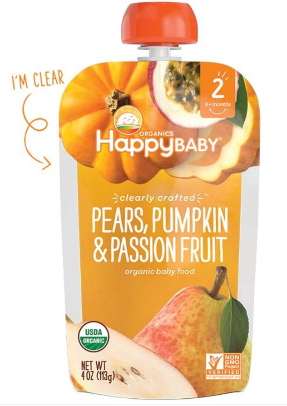 I'M CLEAR
2
6+ months
ORGANICS
HappyBABY®
clearly crafted™
PEARS, PUMPKIN
& PASSION FRUIT
organic baby food
USDA
ORGANIC
NET WT
4 OZ (113g)
NON
GMO
Project
VERIFIED